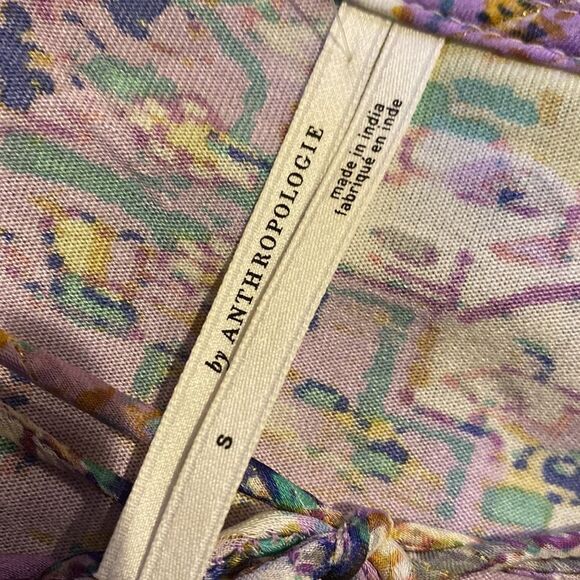 by ANTHROPOLOGIE
S
made in india
fabriqué en inde